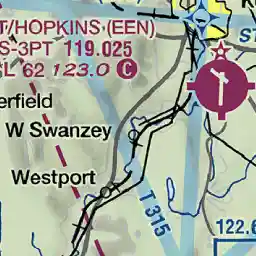 T/HOPKINS (EEN)
S-3PT 119.025
L 62 123.0 C
erfield
W Swanzey
Westport
T 315
122.6